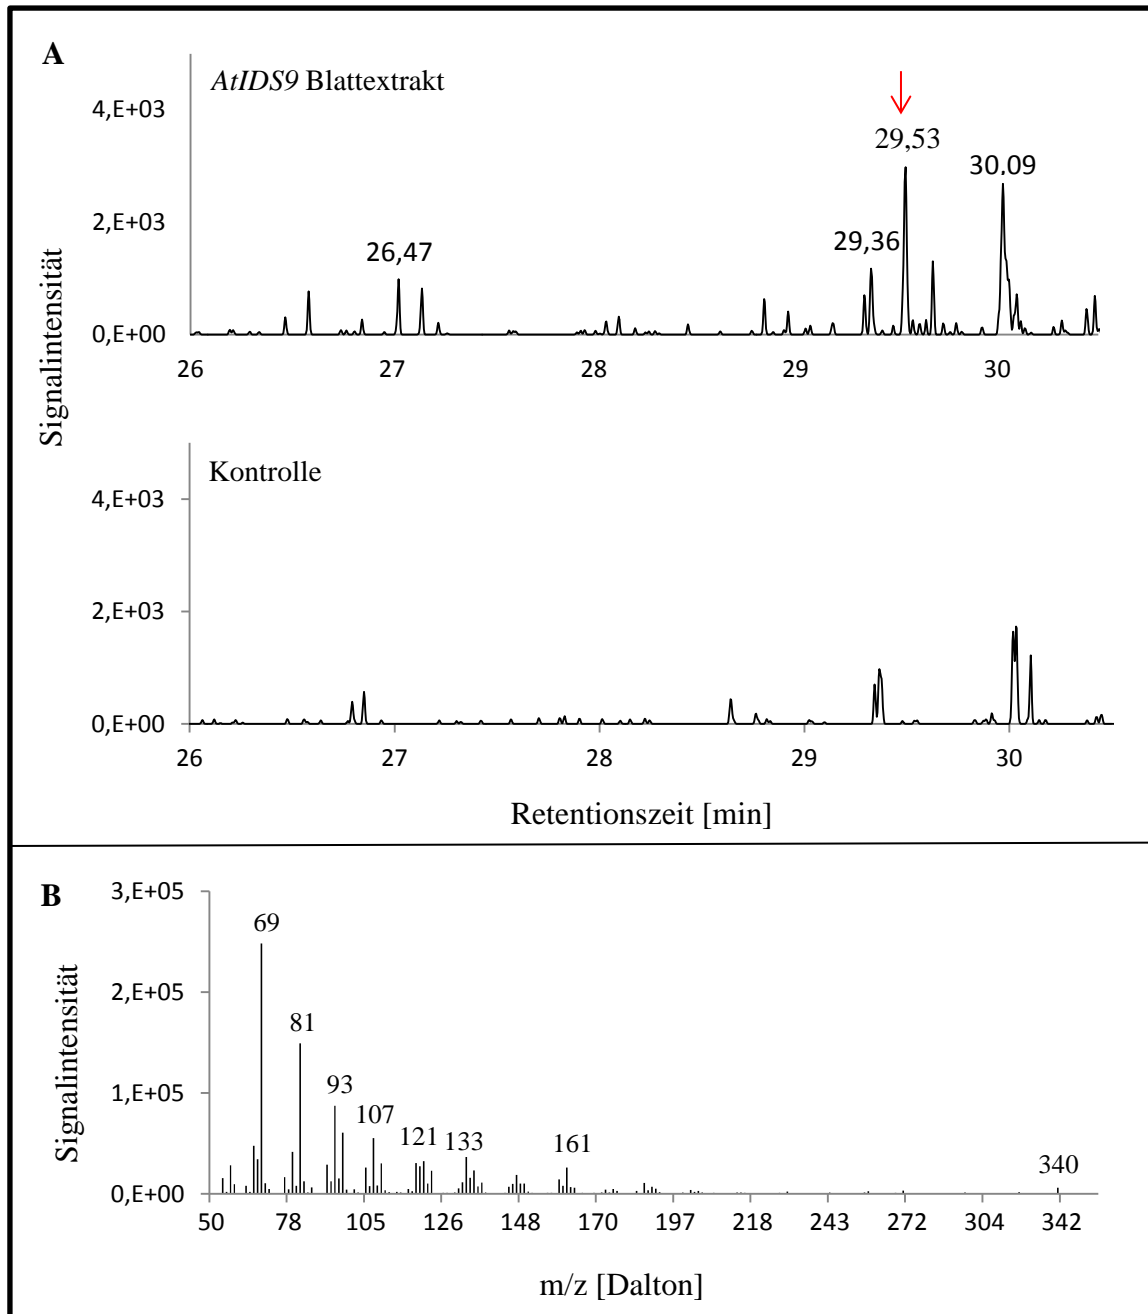 A
AtIDS9 Blattextrakt
4,E+03
29,53
30,09
29,36
26,47
2,E+03
0,E+00
26 27 28 29 30
Signalintensität
Kontrolle
4,E+03
2,E+03
0,E+00
26 27 28 29 30
Retentionszeit [min]
B
3,E+05
69
2,E+05
81
1,E+05
93
107
121
133
161
340
0,E+00
50 78 105 126 148 170 197 218 243 272 304 342
Signalintensität
m/z [Dalton]